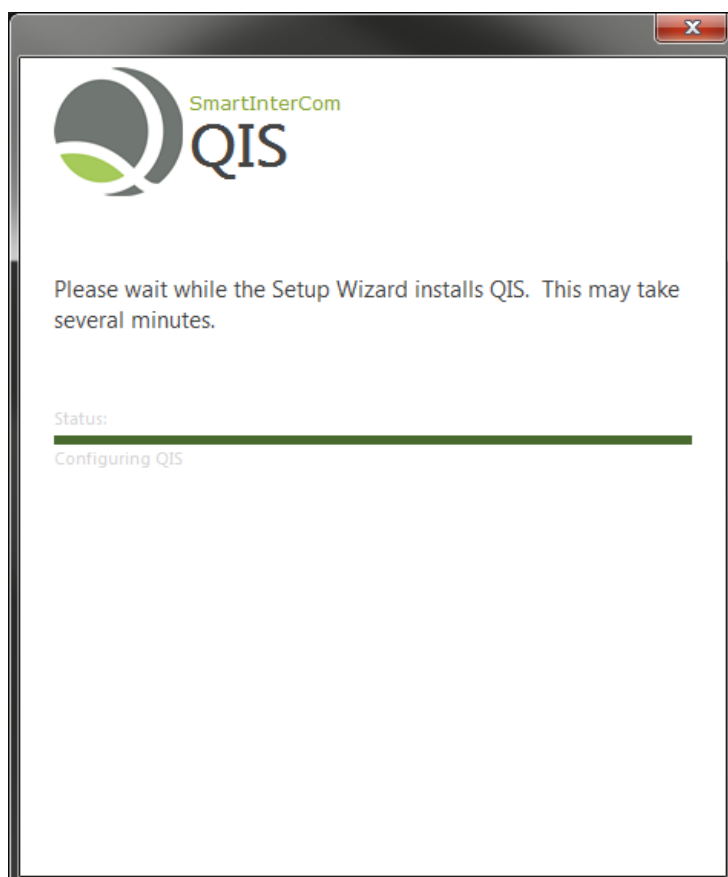 SmartInterCom
QIS
Please wait while the Setup Wizard installs QIS.  This may take
several minutes.
Status:
Configuring QIS